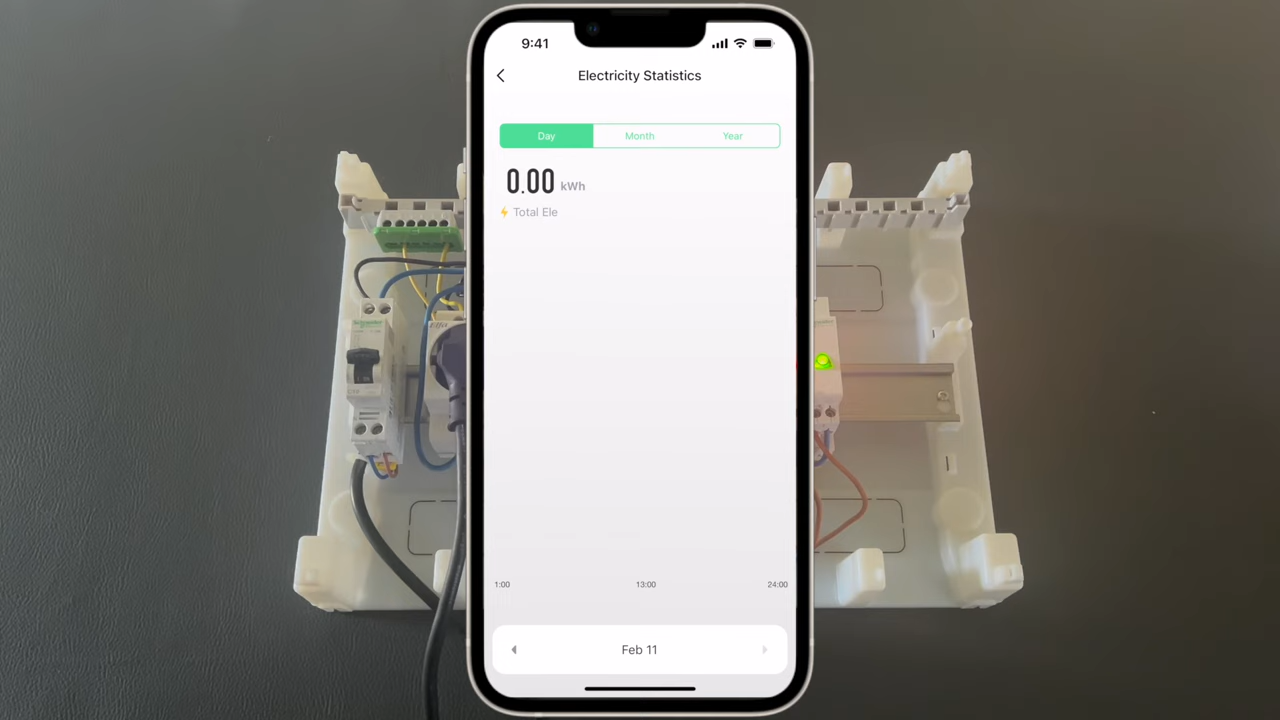 9:41
Electricity Statistics
Day Month Year
0.00 kWh
Total Ele
1:00 13:00 24:00
Feb 11
Schneider